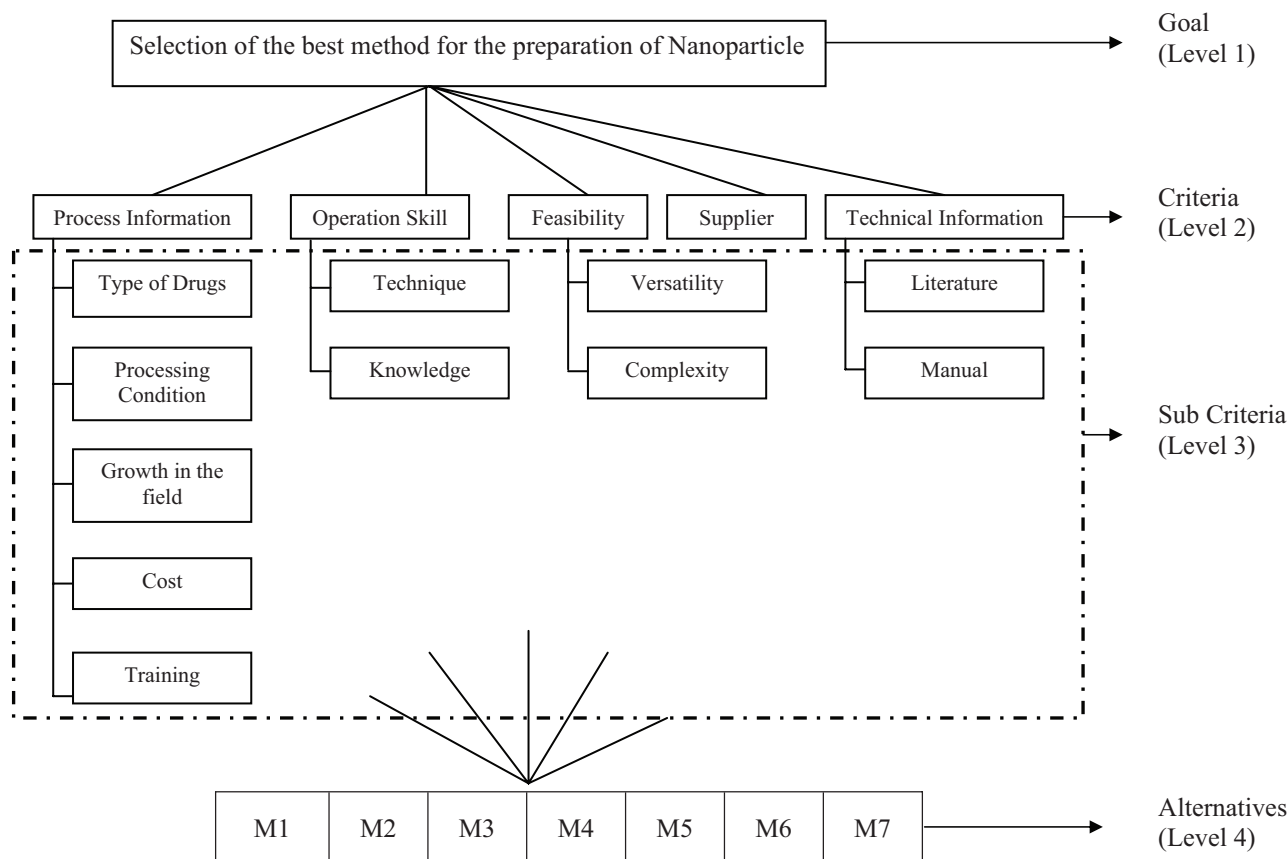 Selection of the best method for the preparation of Nanoparticle
Goal
(Level 1)
Process Information
Operation Skill
Feasibility
Supplier
Technical Information
Criteria
(Level 2)
Type of Drugs
Technique
Versatility
Literature
Processing
Condition
Knowledge
Complexity
Manual
Growth in the
field
Cost
Training
Sub Criteria
(Level 3)
M1
M2
M3
M4
M5
M6
M7
Alternatives
(Level 4)